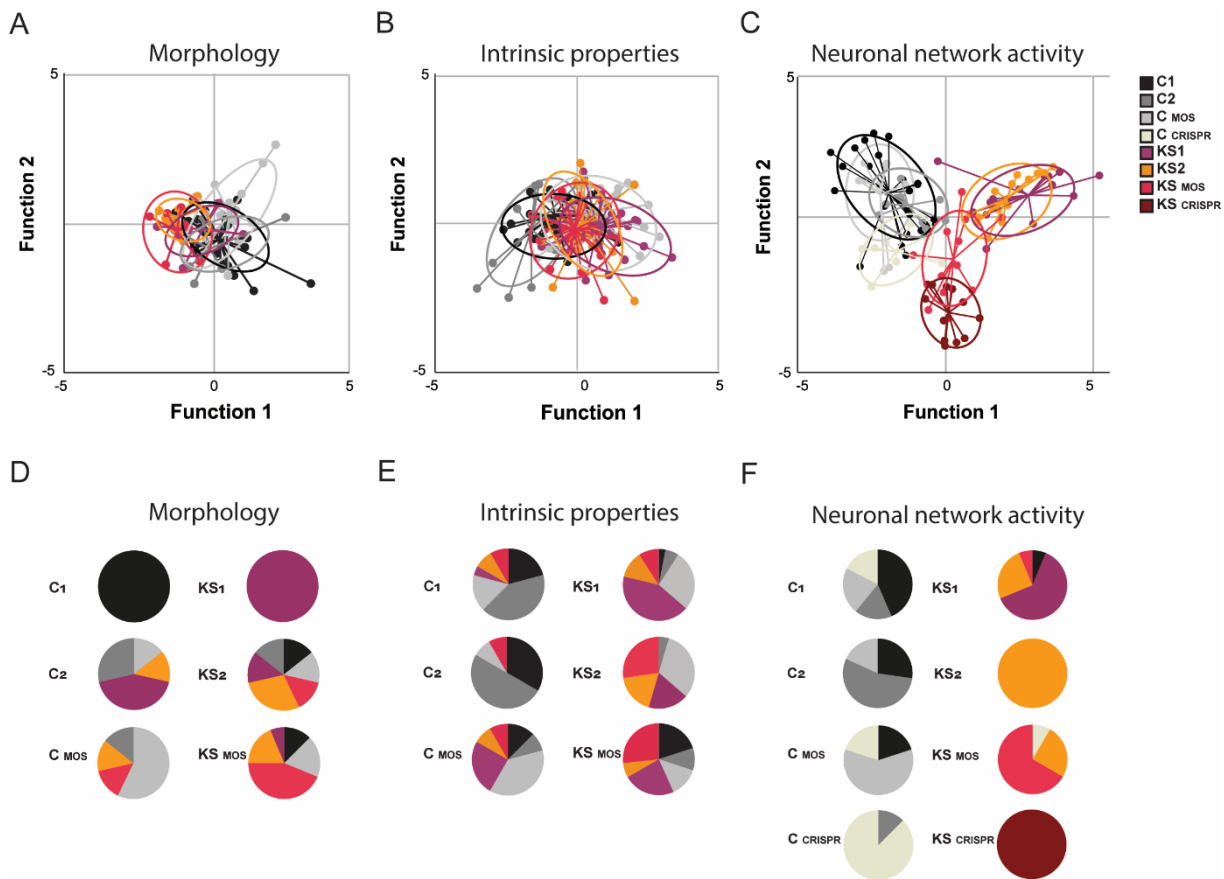 A
Morphology
5
Function 2
-5
-5
0
5
Function 1
B
Intrinsic properties
5
Function 2
-5
-5
0
5
Function 1
C
Neuronal network activity
5
Function 2
-5
-5
0
5
Function 1
C1
C2
C MOS
C CRISPR
KS1
KS2
KS MOS
KS CRISPR
D
Morphology
C1
KS1
C2
KS2
C MOS
KS MOS
E
Intrinsic properties
C1
KS1
C2
KS2
C MOS
KS MOS
F
Neuronal network activity
C1
KS1
C2
KS2
C MOS
KS MOS
C CRISPR
KS CRISPR